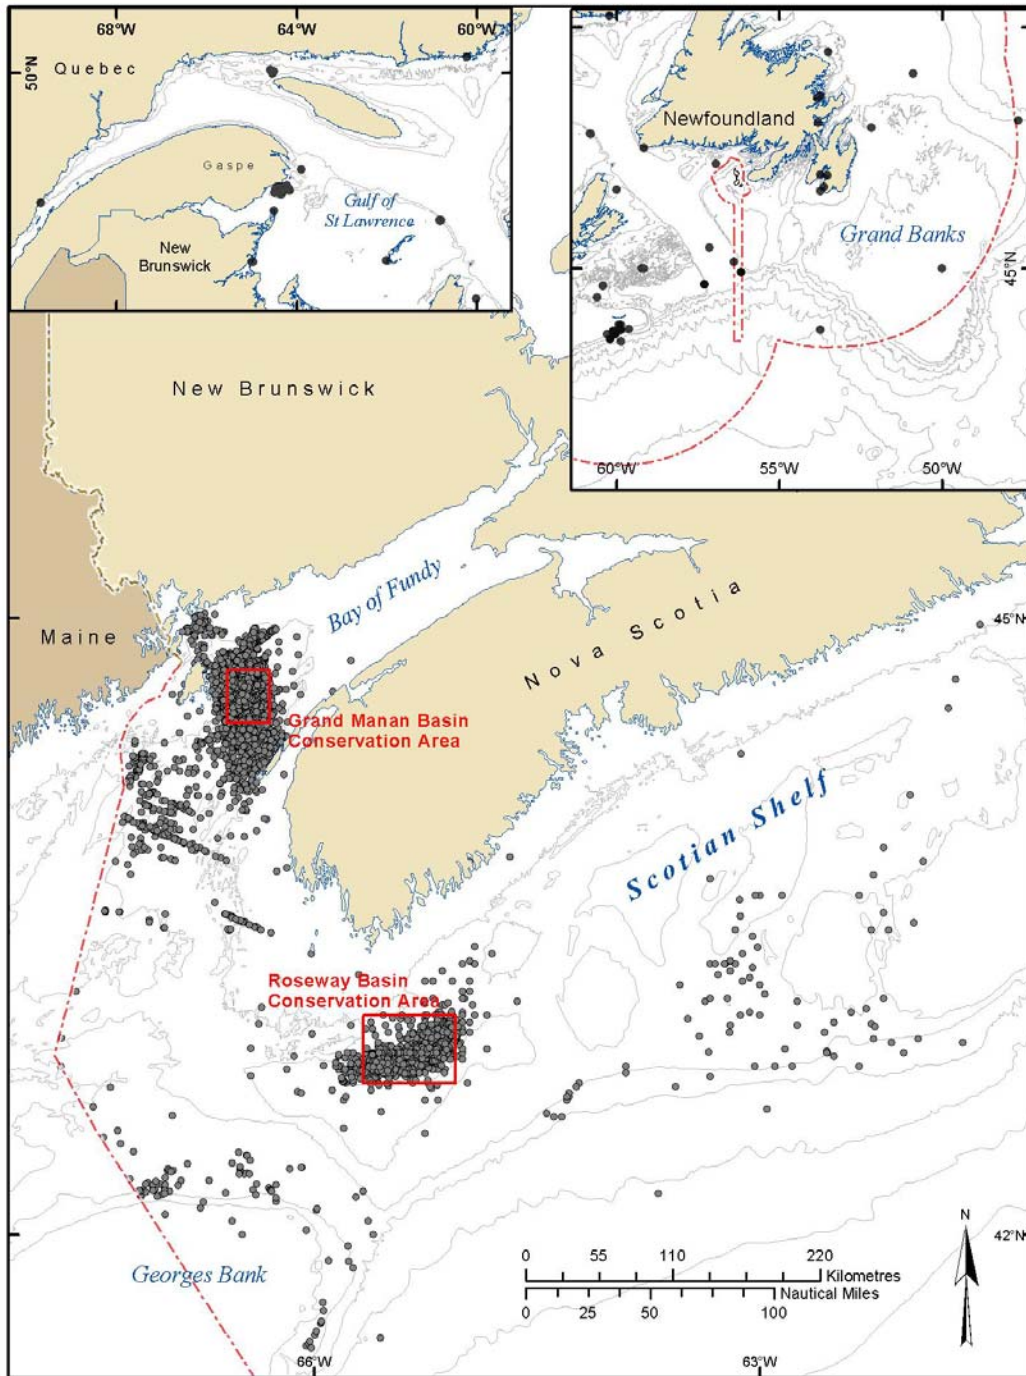 68°W
64°W
60°W
50°N
Quebec
Gaspe
Gulf of
St Lawrence
New
Brunswick
Newfoundland
Grand Banks
45°N
60°W
55°W
50°W
New Brunswick
Bay of Fundy
Maine
Nova Scotia
45°N
Grand Manan Basin
Conservation Area
Scotian Shelf
Roseway Basin
Conservation Area
N
42°N
Georges Bank
0 55 110 220
Kilometres
Nautical Miles
0 25 50 100
66°W
63°W